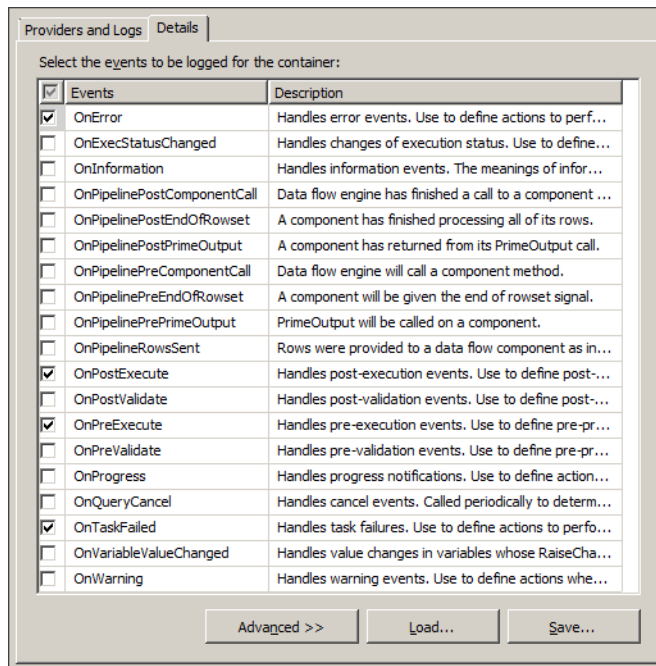 Providers and Logs Details
Select the events to be logged for the container:
Events Description
OnError Handles error events. Use to define actions to perf...
OnExecStatusChanged Handles changes of execution status. Use to define...
OnInformation Handles information events. The meanings of infor...
OnPipelinePostComponentCall Data flow engine has finished a call to a component ...
OnPipelinePostEndOfRowset A component has finished processing all of its rows.
OnPipelinePostPrimeOutput A component has returned from its PrimeOutput call.
OnPipelinePreComponentCall Data flow engine will call a component method.
OnPipelinePreEndOfRowset A component will be given the end of rowset signal.
OnPipelinePrePrimeOutput PrimeOutput will be called on a component.
OnPipelineRowsSent Rows were provided to a data flow component as in...
OnPostExecute Handles post-execution events. Use to define post-...
OnPostValidate Handles post-validation events. Use to define post-...
OnPreExecute Handles pre-execution events. Use to define pre-pr...
OnPreValidate Handles pre-validation events. Use to define pre-pr...
OnProgress Handles progress notifications. Use to define action...
OnQueryCancel Handles cancel events. Called periodically to determ...
OnTaskFailed Handles task failures. Use to define actions to perfo...
OnVariableValueChanged Handles value changes in variables whose RaiseCha...
OnWarning Handles warning events. Use to define actions whe...
Advanced >> Load... Save...